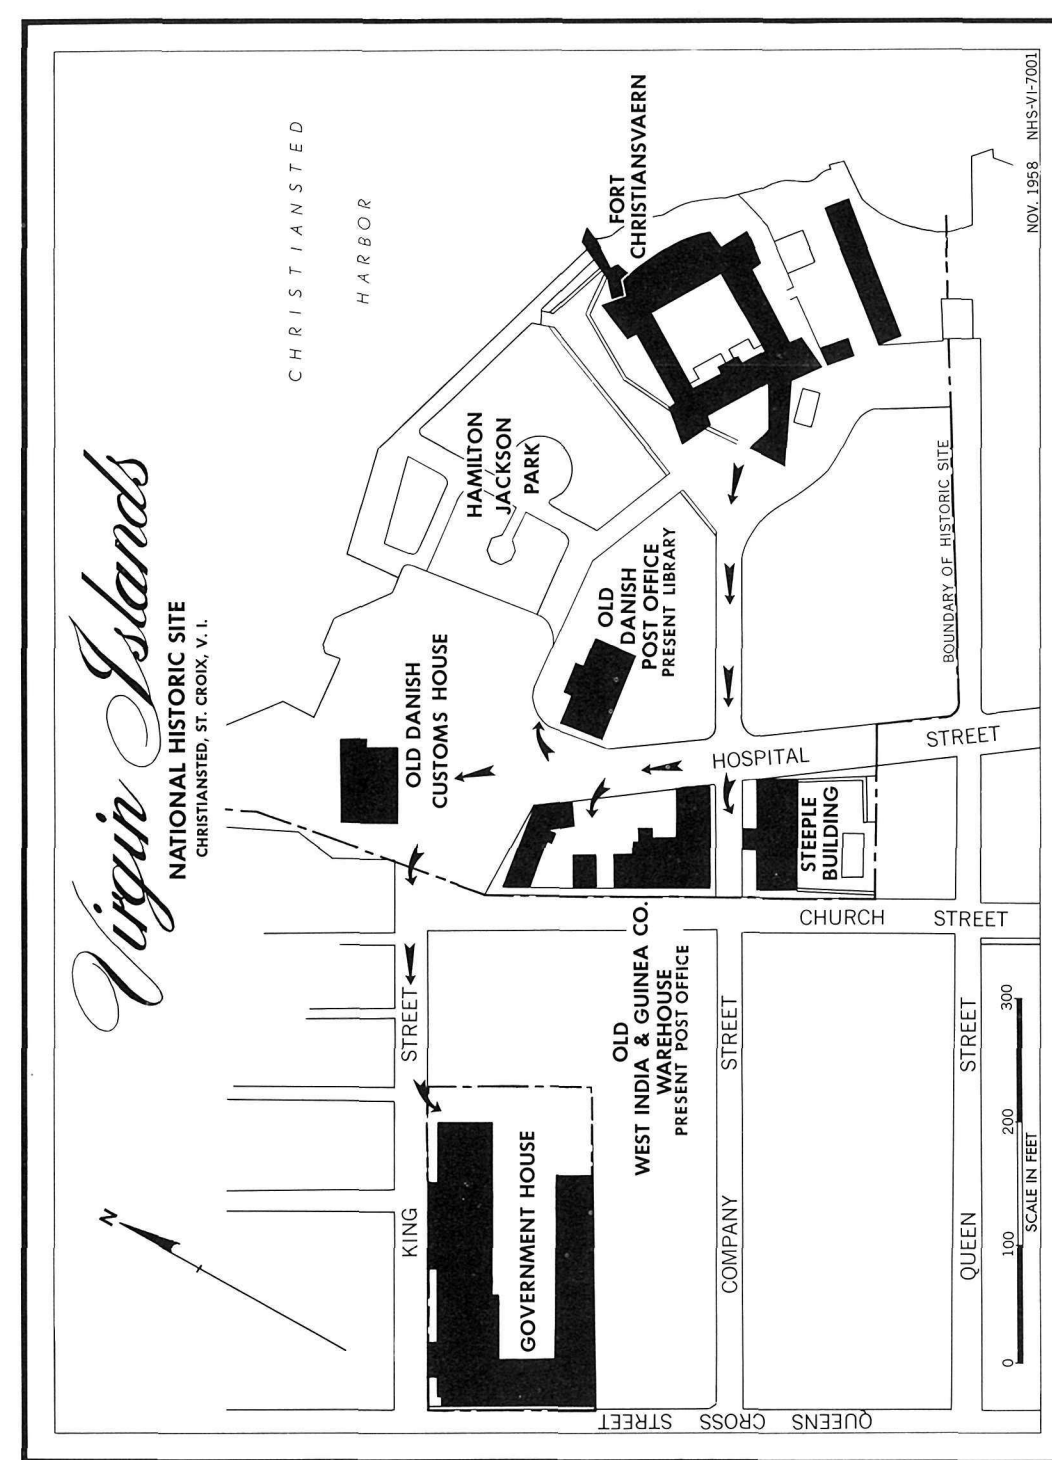 Virgin Islands
NATIONAL HISTORIC SITE
CHRISTIANSTED, ST. CROIX, V. I.
CHRISTIANSTED
HARBOR
FORT
CHRISTIANSVAERN
HAMILTON
JACKSON
PARK
OLD DANISH
CUSTOMS HOUSE
OLD
DANISH
POST OFFICE
PRESENT LIBRARY
HOSPITAL STREET
BOUNDARY OF HISTORIC SITE
STEEPLE
BUILDING
CHURCH STREET
OLD
WEST INDIA & GUINEA CO.
WAREHOUSE
PRESENT POST OFFICE
GOVERNMENT HOUSE
KING STREET
COMPANY STREET
QUEEN STREET
QUEENS CROSS STREET
N
0 100 200 300
SCALE IN FEET
NOV. 1958 NHS-VI-7001